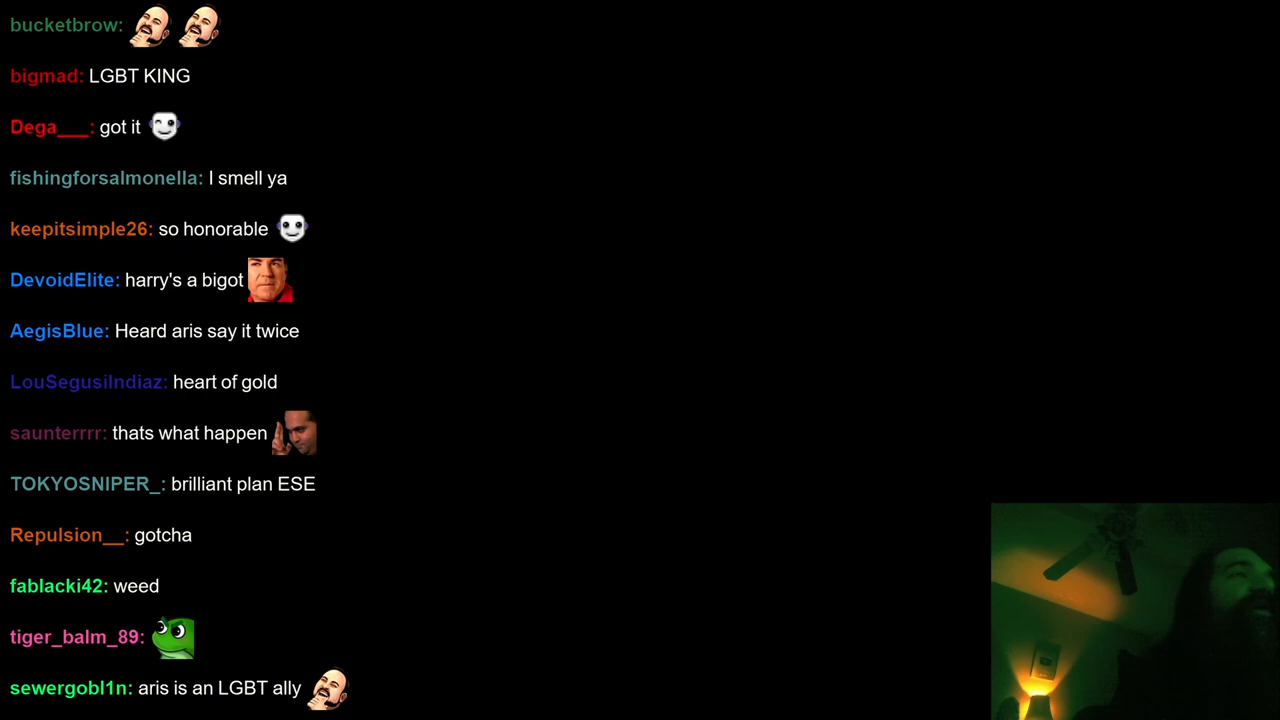 bucketbrow:
bigmad: LGBT KING
Dega___: got it
fishingforsalmonella: I smell ya
keepitsimple26: so honorable
DevoidElite: harry's a bigot
AegisBlue: Heard aris say it twice
LouSegusiIndiaz: heart of gold
saunterrrr: thats what happen
TOKYOSNIPER_: brilliant plan ESE
Repulsion__: gotcha
fablacki42: weed
tiger_balm_89:
sewergobl1n: aris is an LGBT ally